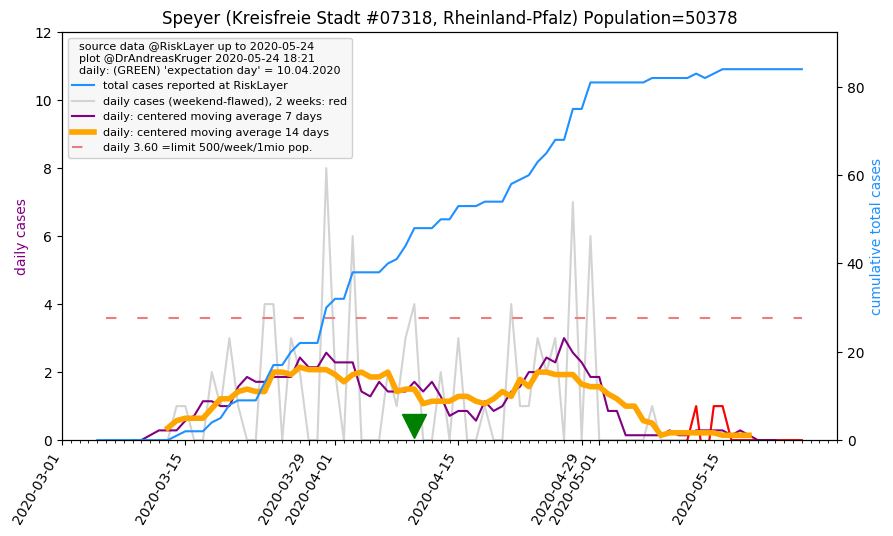 Speyer (Kreisfreie Stadt #07318, Rheinland-Pfalz) Population=50378
source data @RiskLayer up to 2020-05-24
plot @DrAndreasKruger 2020-05-24 18:21
daily: (GREEN) 'expectation day' = 10.04.2020
total cases reported at RiskLayer
daily cases (weekend-flawed), 2 weeks: red
daily: centered moving average 7 days
daily: centered moving average 14 days
daily 3.60 =limit 500/week/1mio pop.
daily cases
12
10
8
6
4
2
0
cumulative total cases
80
60
40
20
0
2020-03-01
2020-03-15
2020-03-29
2020-04-01
2020-04-15
2020-04-29
2020-05-01
2020-05-15